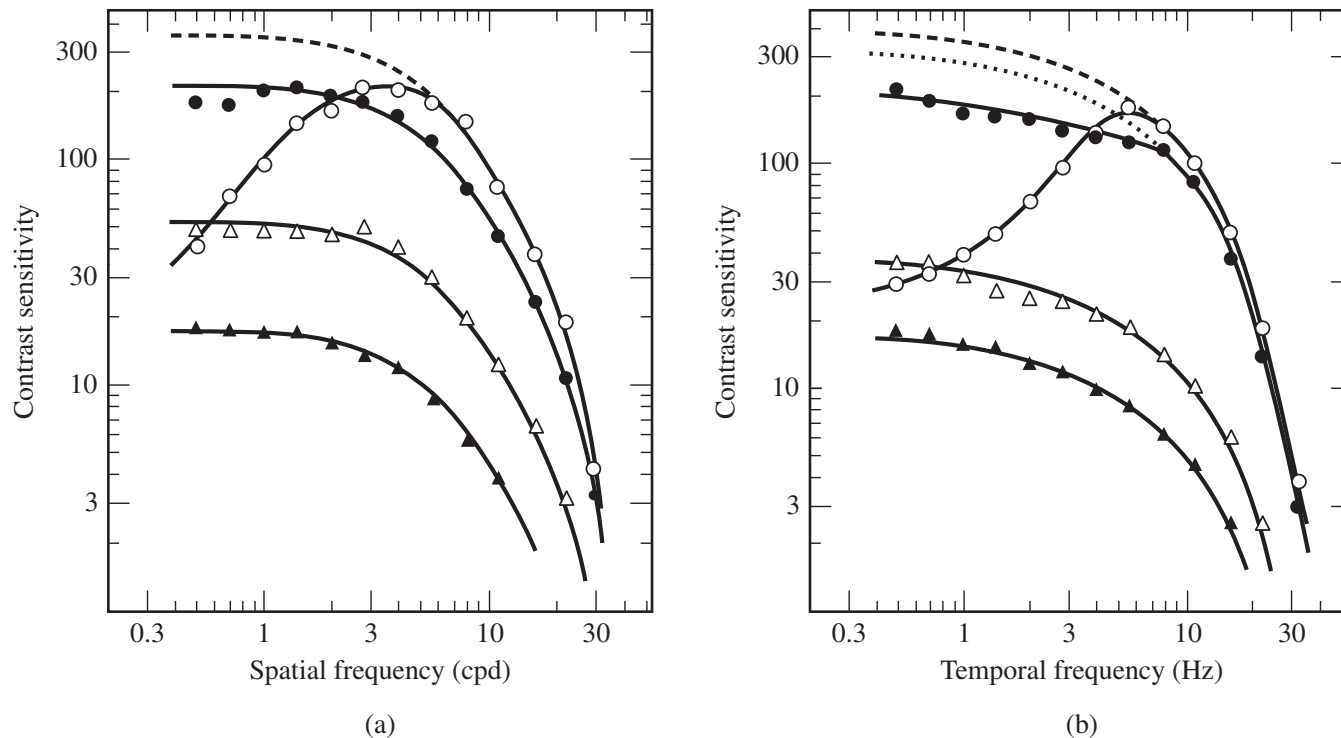 300
100
30
10
3
Contrast sensitivity
0.3 1 3 10 30
Spatial frequency (cpd)
(a)
300
100
30
10
3
Contrast sensitivity
0.3 1 3 10 30
Temporal frequency (Hz)
(b)